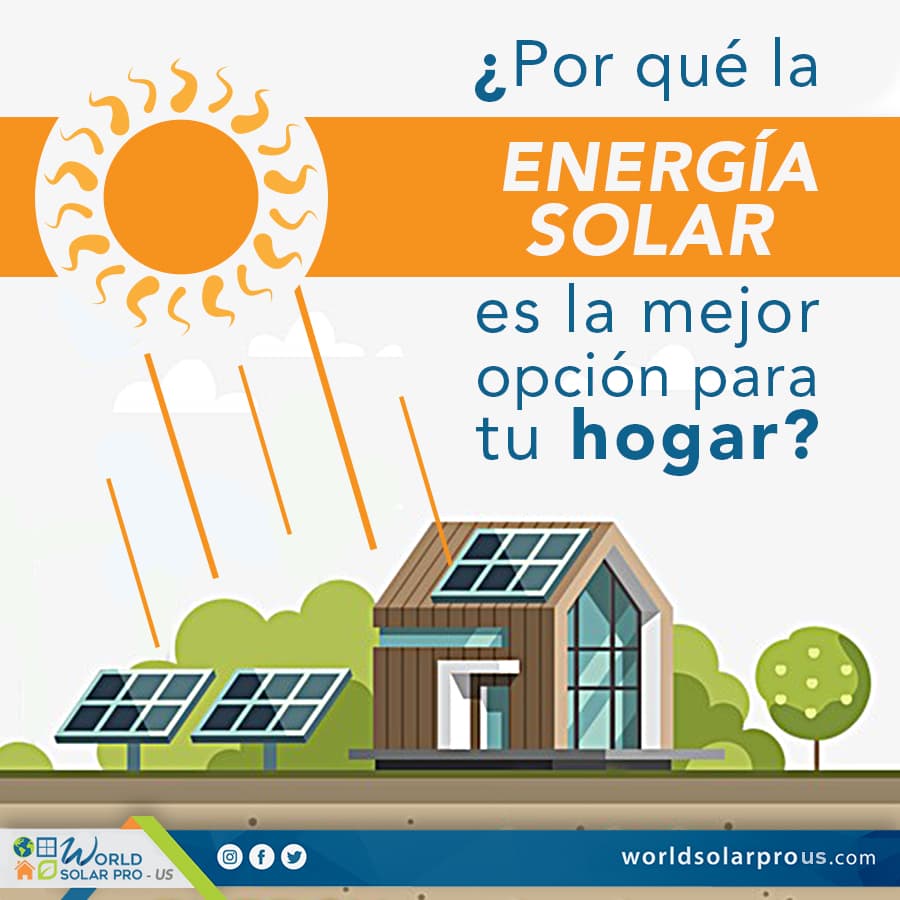 ¿Por qué la
ENERGÍA
SOLAR
es la mejor
opción para
tu hogar?
WORLD
SOLAR PRO - US
worldsolarprous.com